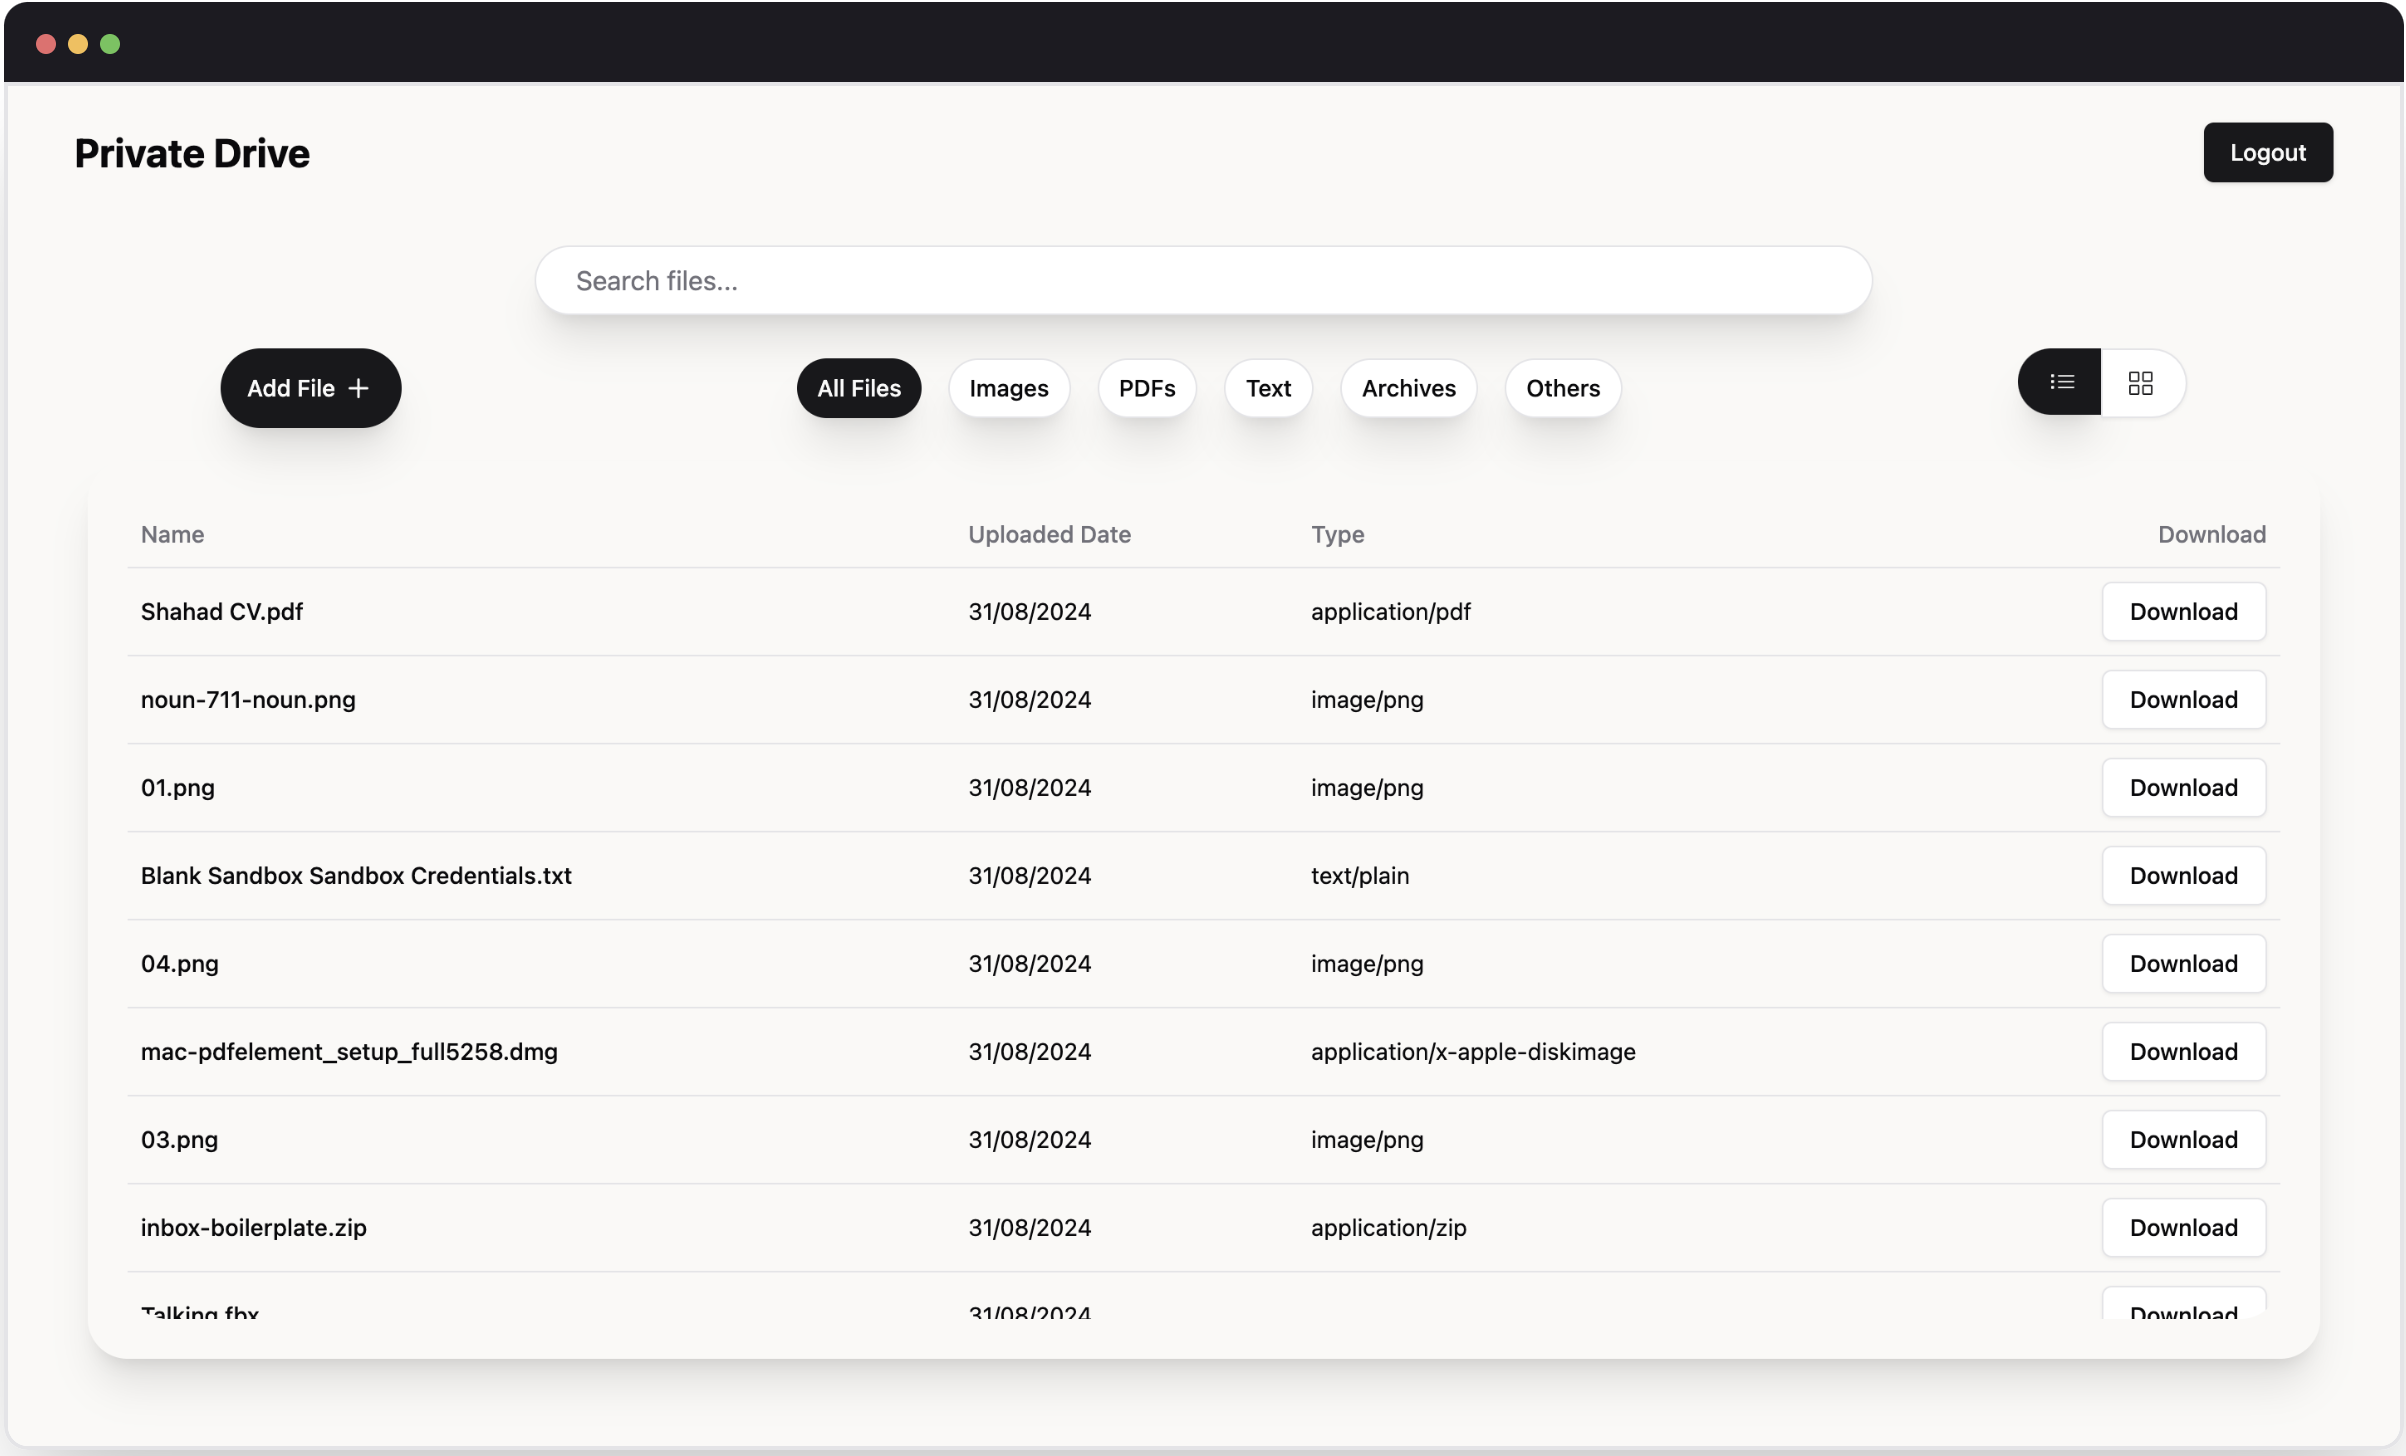 Private Drive
Logout
Search files...
Add File +
All Files Images PDFs Text Archives Others
Name Uploaded Date Type Download
Shahad CV.pdf 31/08/2024 application/pdf Download
noun-711-noun.png 31/08/2024 image/png Download
01.png 31/08/2024 image/png Download
Blank Sandbox Sandbox Credentials.txt 31/08/2024 text/plain Download
04.png 31/08/2024 image/png Download
mac-pdfelement_setup_full5258.dmg 31/08/2024 application/x-apple-diskimage Download
03.png 31/08/2024 image/png Download
inbox-boilerplate.zip 31/08/2024 application/zip Download
Talking.fbx 31/08/2024 Download